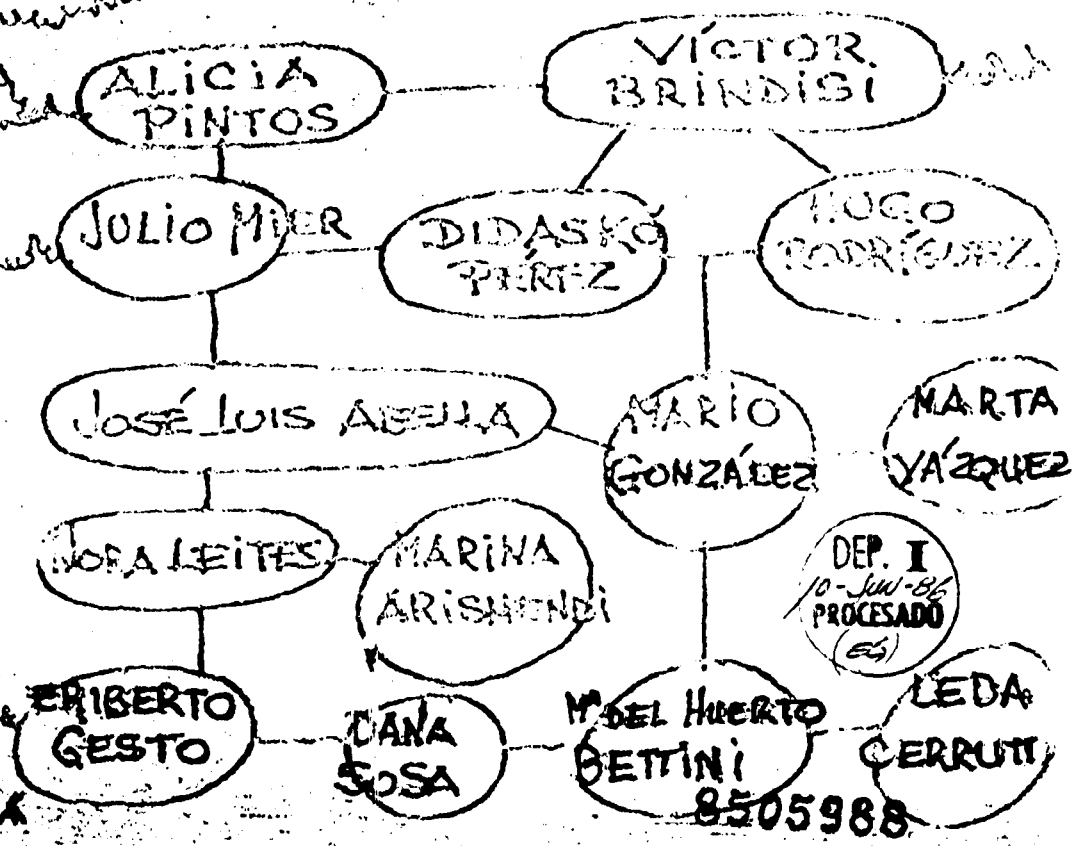 ALICIA
PINTOS
VÍCTOR
BRINDISI
JULIO MIER
DIDASKÓ
PÉREZ
HUGO
RODRÍGUEZ
JOSÉ LUIS ABELLA
MARIO
GONZÁLEZ
MARTA
VÁZQUEZ
NORA LEITES
MARINA
ARISMENDI
DEP. I
10-JUN-86
PROCESADO
ERIBERTO
GESTO
DANA
SOSA
Mª DEL HUERTO
BETTINI
LEDA
CERRUTI
8505988